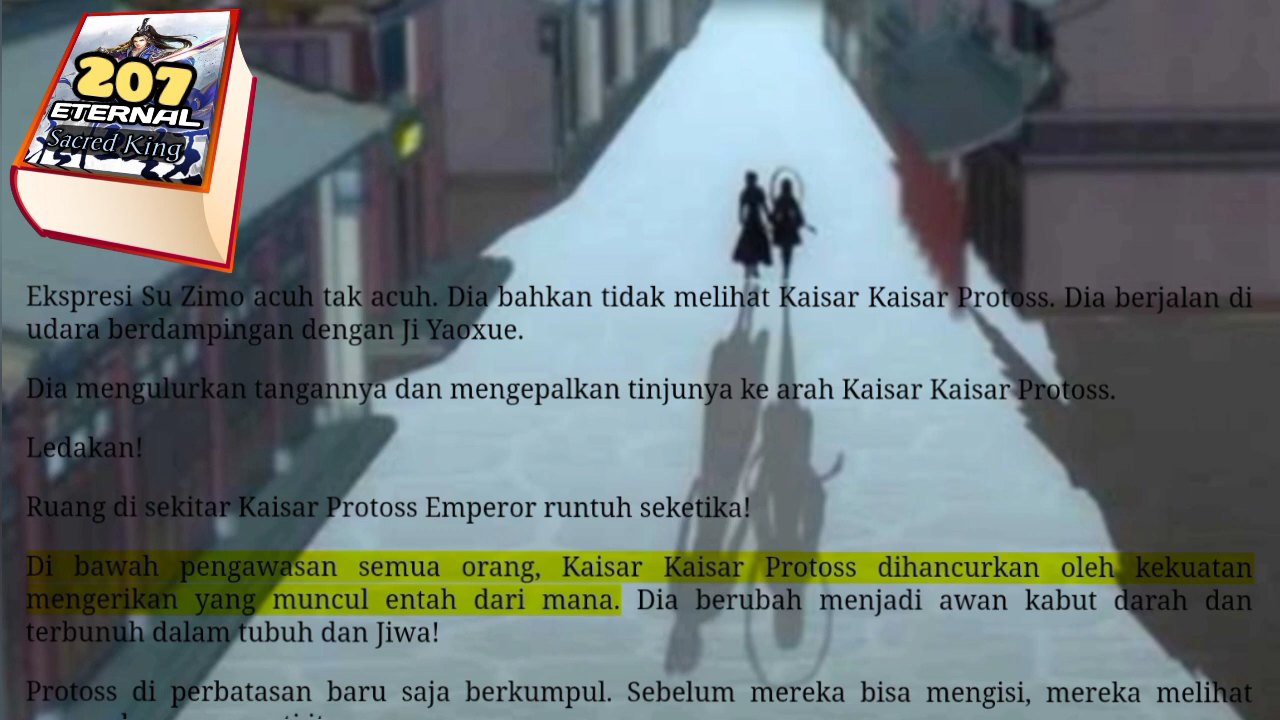 207
ETERNAL
Sacred King
Ekspresi Su Zimo acuh tak acuh. Dia bahkan tidak melihat Kaisar Kaisar Protoss. Dia berjalan di
udara berdampingan dengan Ji Yaoxue.
Dia mengulurkan tangannya dan mengepalkan tinjunya ke arah Kaisar Kaisar Protoss.
Ledakan!
Ruang di sekitar Kaisar Protoss Emperor runtuh seketika!
Di bawah pengawasan semua orang, Kaisar Kaisar Protoss dihancurkan oleh kekuatan
mengerikan yang muncul entah dari mana. Dia berubah menjadi awan kabut darah dan
terbunuh dalam tubuh dan Jiwa!
Protoss di perbatasan baru saja berkumpul. Sebelum mereka bisa mengisi, mereka melihat